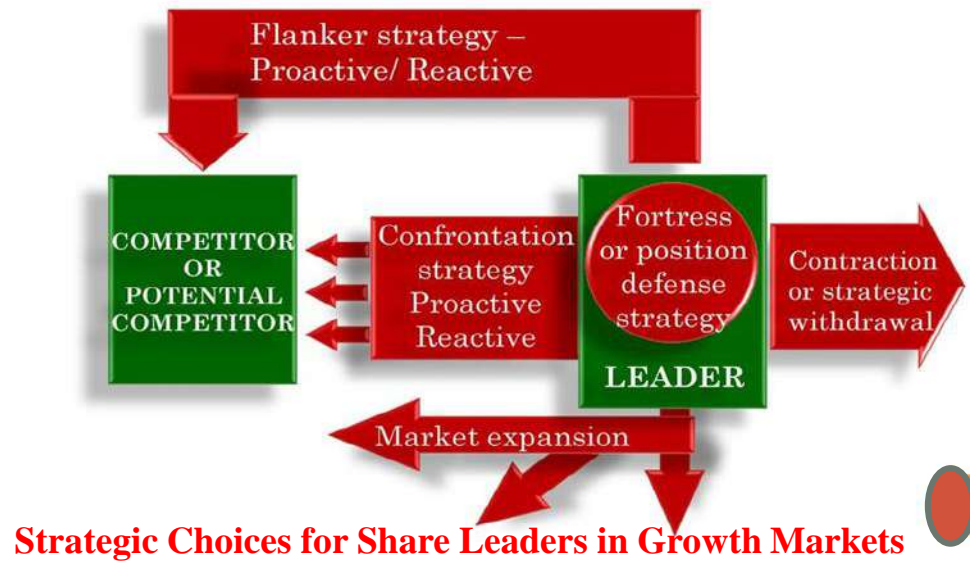 Flanker strategy –
Proactive/ Reactive
COMPETITOR
OR
POTENTIAL
COMPETITOR
Confrontation
strategy
Proactive
Reactive
Fortress
or position
defense
strategy
LEADER
Contraction
or strategic
withdrawal
Market expansion
Strategic Choices for Share Leaders in Growth Markets